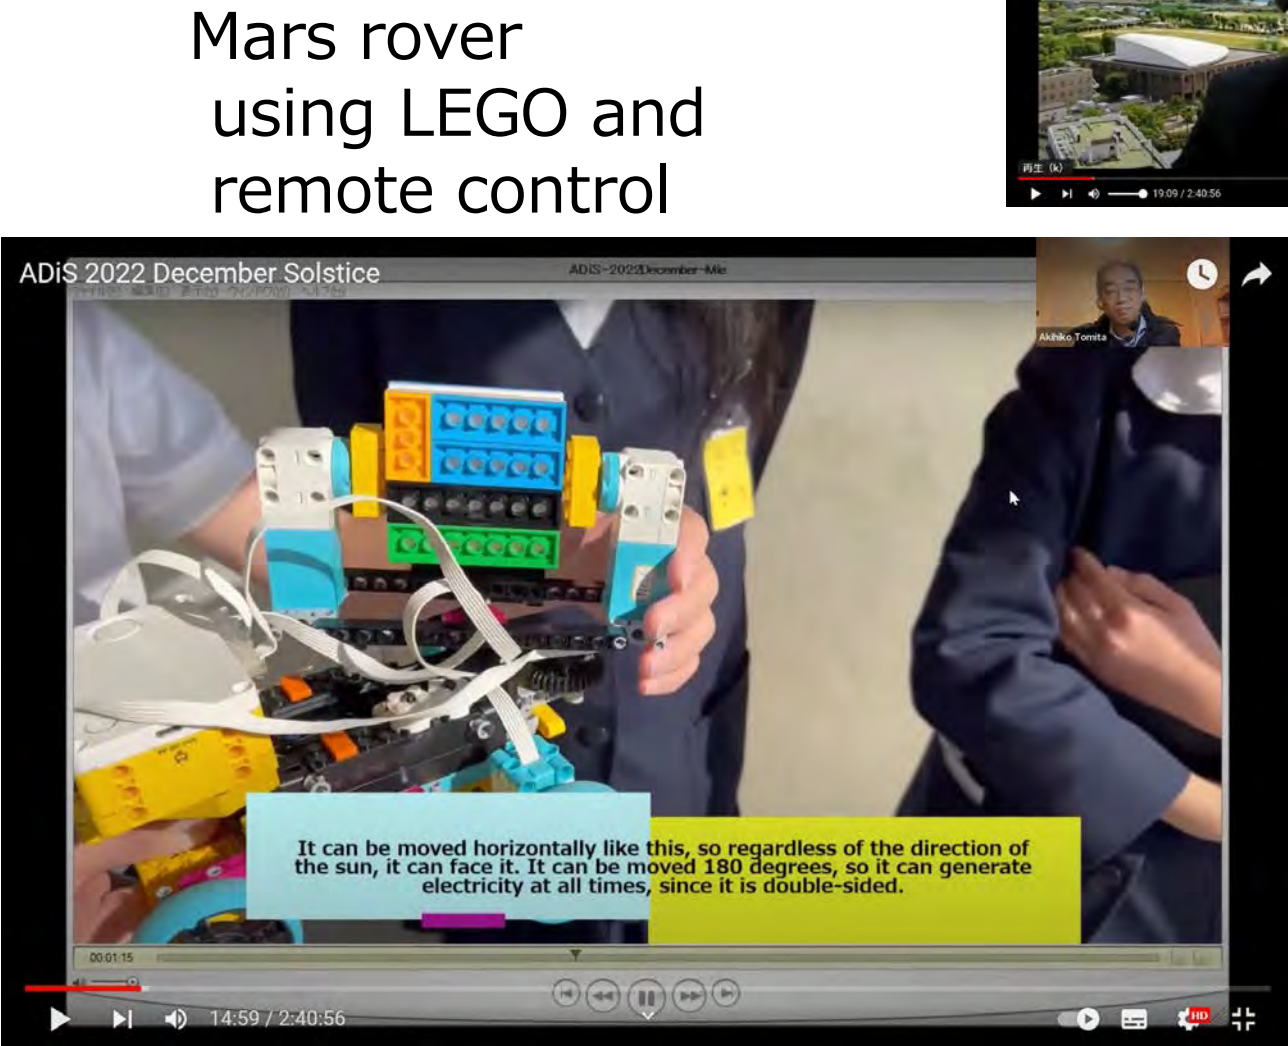 Mars rover
using LEGO and
remote control
再生 (k)
19:09 / 2:40:56
ADiS 2022 December Solstice
ADiS-2022December-Mie
Akihiko Tomita
It can be moved horizontally like this, so regardless of the direction of
the sun, it can face it. It can be moved 180 degrees, so it can generate
electricity at all times, since it is double-sided.
00:01:15
14:59 / 2:40:56
HD